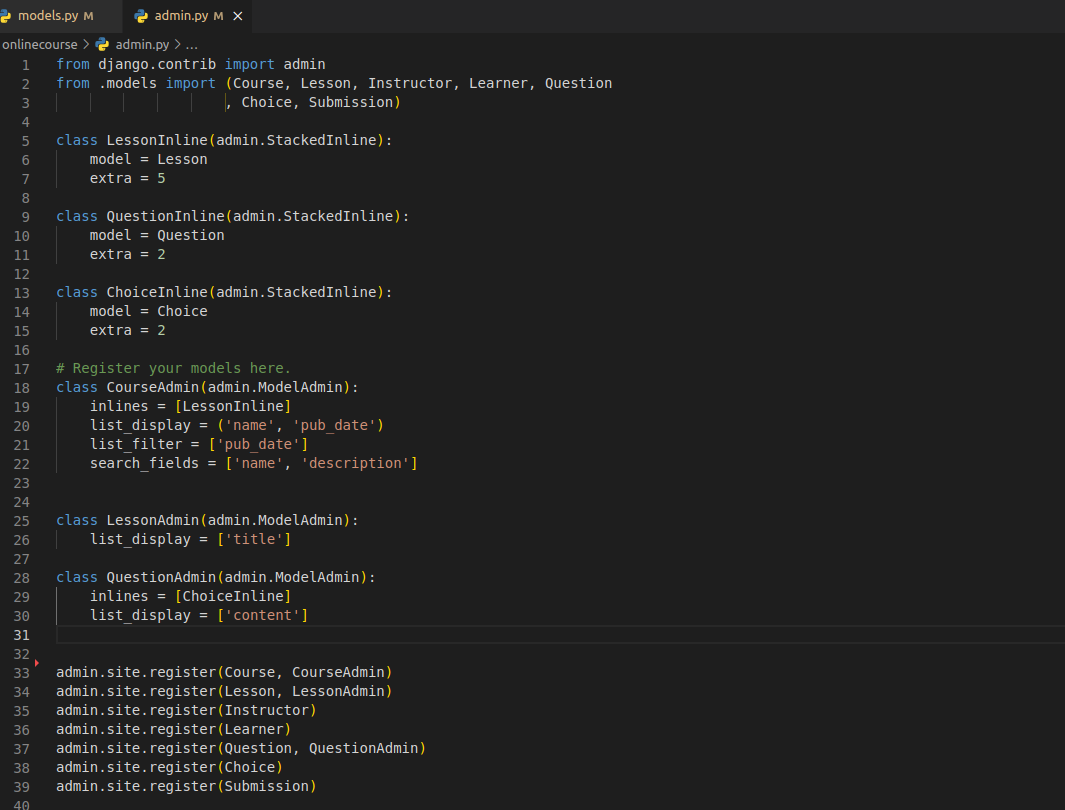 models.py M admin.py M ×
onlinecourse > admin.py > ...
1 from django.contrib import admin
2 from .models import (Course, Lesson, Instructor, Learner, Question
3                     , Choice, Submission)
4
5 class LessonInline(admin.StackedInline):
6     model = Lesson
7     extra = 5
8
9 class QuestionInline(admin.StackedInline):
10     model = Question
11     extra = 2
12
13 class ChoiceInline(admin.StackedInline):
14     model = Choice
15     extra = 2
16
17 # Register your models here.
18 class CourseAdmin(admin.ModelAdmin):
19     inlines = [LessonInline]
20     list_display = ('name', 'pub_date')
21     list_filter = ['pub_date']
22     search_fields = ['name', 'description']
23
24
25 class LessonAdmin(admin.ModelAdmin):
26     list_display = ['title']
27
28 class QuestionAdmin(admin.ModelAdmin):
29     inlines = [ChoiceInline]
30     list_display = ['content']
31
32
33 admin.site.register(Course, CourseAdmin)
34 admin.site.register(Lesson, LessonAdmin)
35 admin.site.register(Instructor)
36 admin.site.register(Learner)
37 admin.site.register(Question, QuestionAdmin)
38 admin.site.register(Choice)
39 admin.site.register(Submission)
40